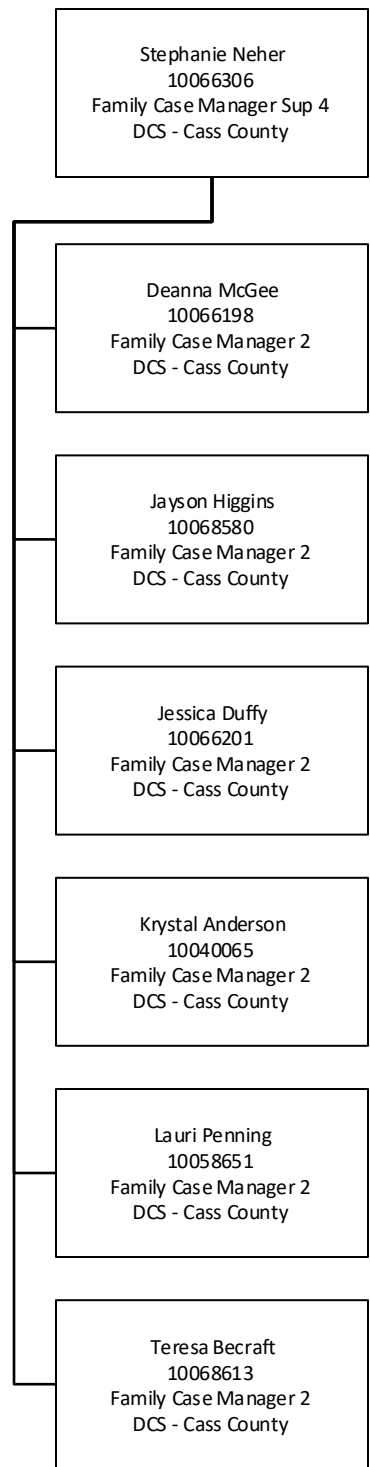 Stephanie Neher
10066306
Family Case Manager Sup 4
DCS - Cass County
Deanna McGee
10066198
Family Case Manager 2
DCS - Cass County
Jayson Higgins
10068580
Family Case Manager 2
DCS - Cass County
Jessica Duffy
10066201
Family Case Manager 2
DCS - Cass County
Krystal Anderson
10040065
Family Case Manager 2
DCS - Cass County
Lauri Penning
10058651
Family Case Manager 2
DCS - Cass County
Teresa Becraft
10068613
Family Case Manager 2
DCS - Cass County